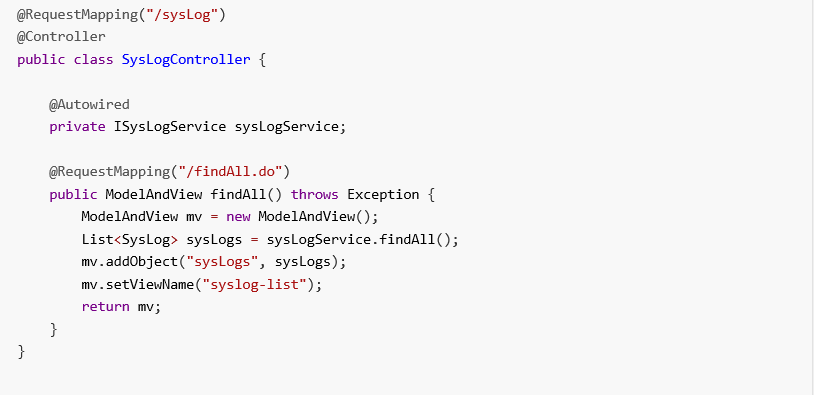 @RequestMapping("/sysLog")
@Controller
public class SysLogController {
@Autowired
private ISysLogService sysLogService;
@RequestMapping("/findAll.do")
public ModelAndView findAll() throws Exception {
ModelAndView mv = new ModelAndView();
List<SysLog> sysLogs = sysLogService.findAll();
mv.addObject("sysLogs", sysLogs);
mv.setViewName("syslog-list");
return mv;
}
}